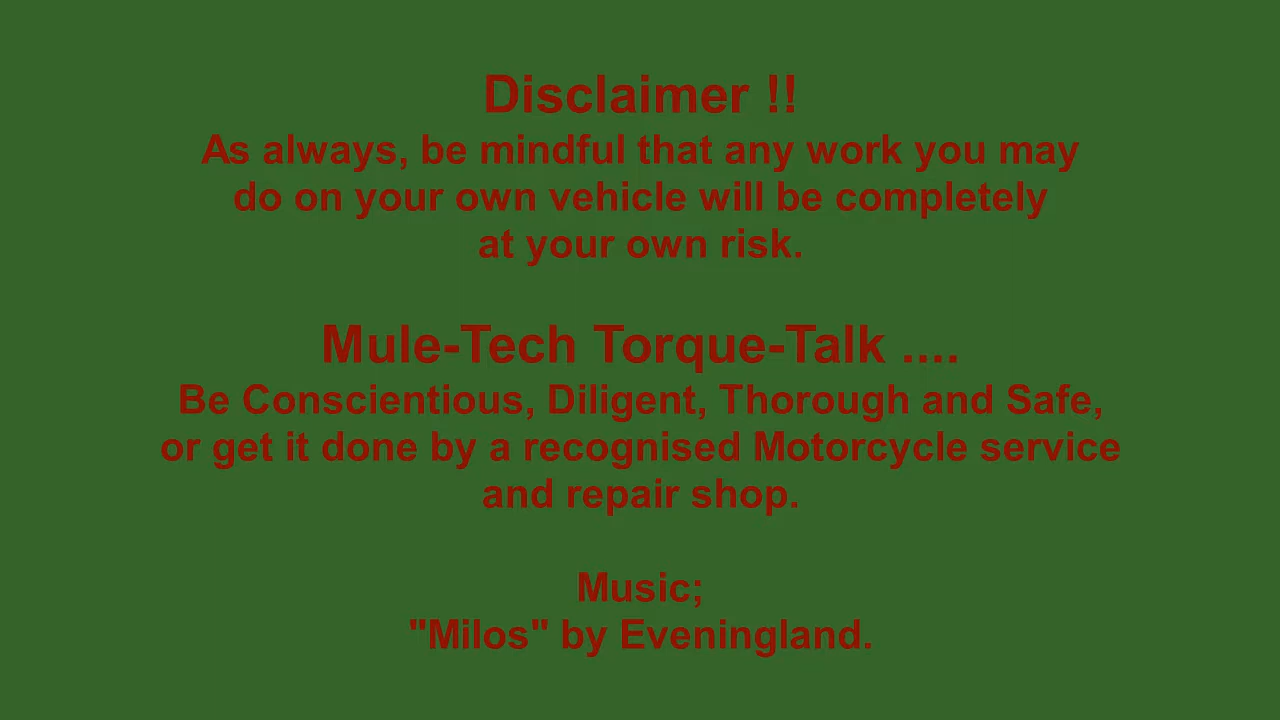 Disclaimer !!
As always, be mindful that any work you may
do on your own vehicle will be completely
at your own risk.
Mule-Tech Torque-Talk ....
Be Conscientious, Diligent, Thorough and Safe,
or get it done by a recognised Motorcycle service
and repair shop.
Music;
"Milos" by Eveningland.